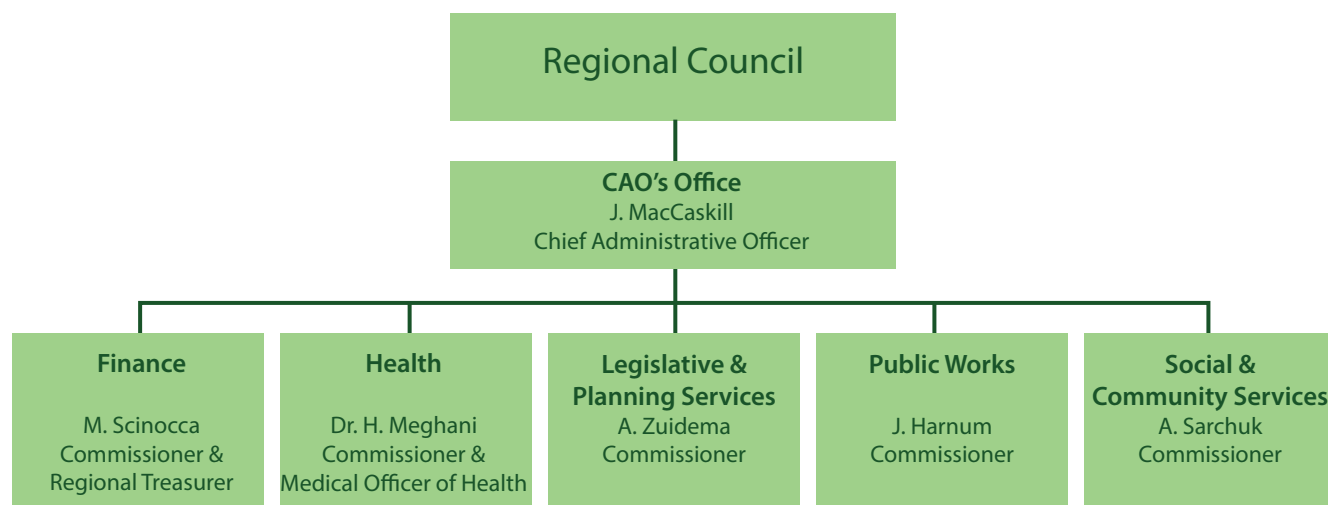 Regional Council
CAO's Office
J. MacCaskill
Chief Administrative Officer
Finance
M. Scinocca
Commissioner &
Regional Treasurer
Health
Dr. H. Meghani
Commissioner &
Medical Officer of Health
Legislative &
Planning Services
A. Zuidema
Commissioner
Public Works
J. Harnum
Commissioner
Social &
Community Services
A. Sarchuk
Commissioner